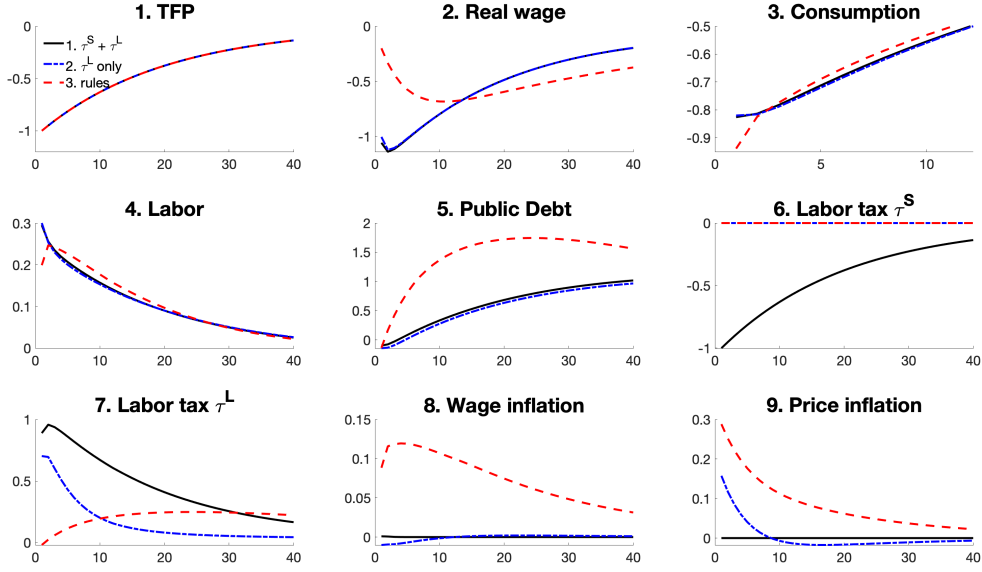 1. TFP
0
-0.5
-1
0 10 20 30 40
1. τ^S + τ^L
2. τ^L only
3. rules
2. Real wage
0
-0.5
-1
0 10 20 30 40
3. Consumption
-0.5
-0.6
-0.7
-0.8
-0.9
0 5 10
4. Labor
0.3
0.2
0.1
0
0 10 20 30 40
5. Public Debt
2
1.5
1
0.5
0
0 10 20 30 40
6. Labor tax τ^S
0
-0.5
-1
0 10 20 30 40
7. Labor tax τ^L
1
0.5
0
0 10 20 30 40
8. Wage inflation
0.15
0.1
0.05
0
0 10 20 30 40
9. Price inflation
0.3
0.2
0.1
0
0 10 20 30 40